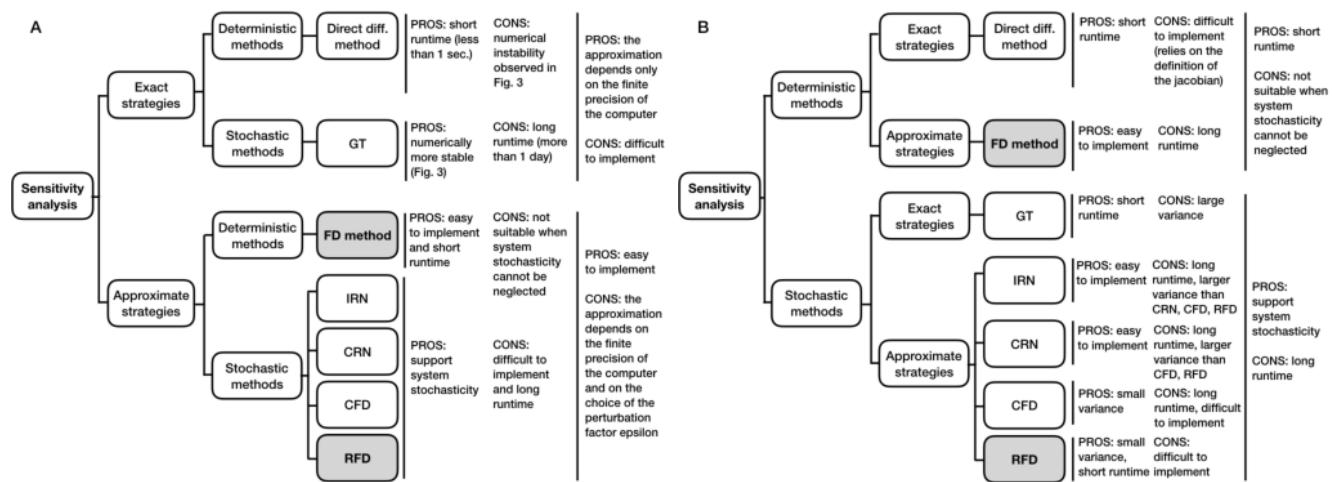 A
Sensitivity
analysis
Exact
strategies
Deterministic
methods
Direct diff.
method
PROS: short
runtime (less
than 1 sec.)
CONS:
numerical
instability
observed in
Fig. 3
Stochastic
methods
GT
PROS:
numerically
more stable
(Fig. 3)
CONS: long
runtime (more
than 1 day)
PROS: the
approximation
depends only
on the finite
precision of
the computer
CONS: difficult
to implement
Approximate
strategies
Deterministic
methods
FD method
PROS: easy
to implement
and short
runtime
CONS: not
suitable when
system
stochasticity
cannot be
neglected
Stochastic
methods
IRN
CRN
CFD
RFD
PROS:
support
system
stochasticity
CONS:
difficult to
implement
and long
runtime
PROS: easy
to implement
CONS: the
approximation
depends on
the finite
precision of
the computer
and on the
choice of the
perturbation
factor epsilon
B
Sensitivity
analysis
Deterministic
methods
Exact
strategies
Direct diff.
method
PROS: short
runtime
CONS: difficult
to implement
(relies on the
definition of
the jacobian)
Approximate
strategies
FD method
PROS: easy
to implement
CONS: long
runtime
PROS: short
runtime
CONS: not
suitable when
system
stochasticity
cannot be
neglected
Stochastic
methods
Exact
strategies
GT
PROS: short
runtime
CONS: large
variance
Approximate
strategies
IRN
PROS: easy
to implement
CONS: long
runtime, larger
variance than
CRN, CFD, RFD
CRN
PROS: easy
to implement
CONS: long
runtime, larger
variance than
CFD, RFD
CFD
PROS: small
variance
CONS: long
runtime, difficult
to implement
RFD
PROS: small
variance,
short runtime
CONS:
difficult to
implement
PROS:
support
system
stochasticity
CONS: long
runtime